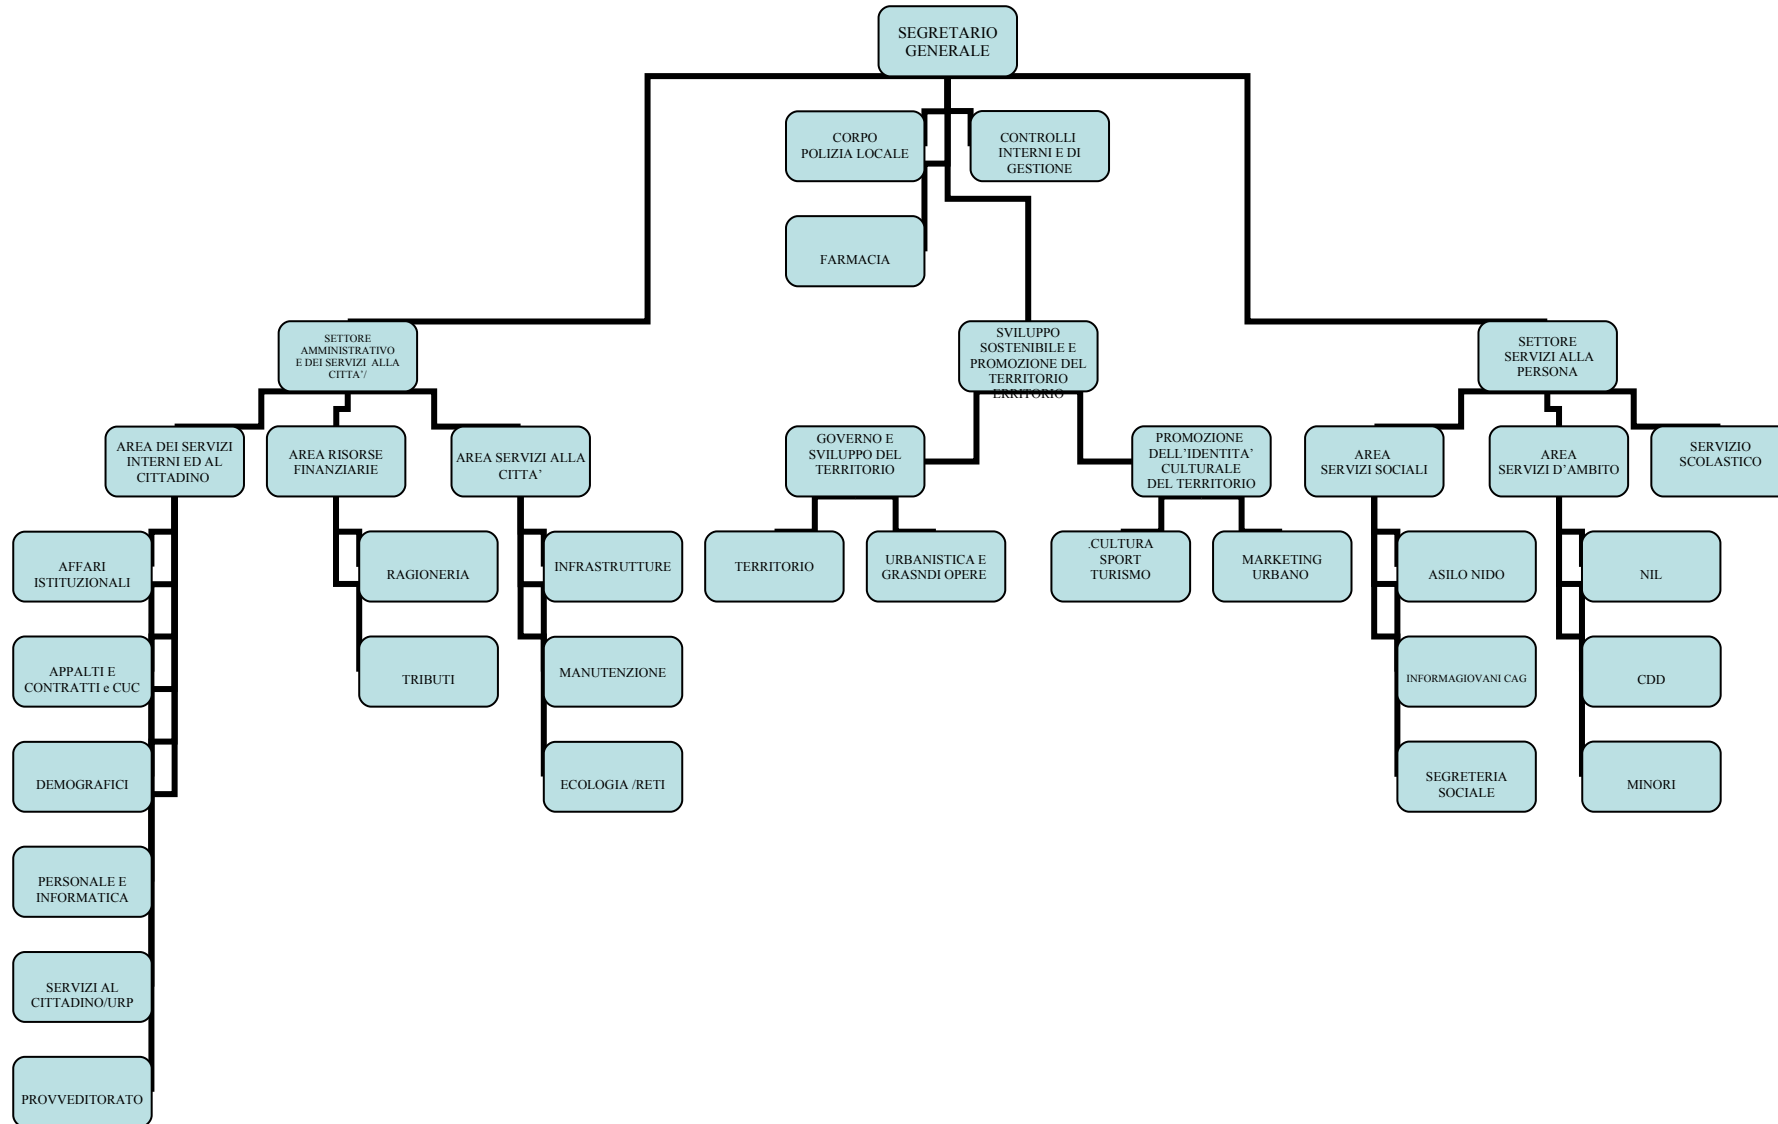 SEGRETARIO
GENERALE
CORPO
POLIZIA LOCALE
CONTROLLI
INTERNI E DI
GESTIONE
FARMACIA
SETTORE
AMMINISTRATIVO
E DEI SERVIZI ALLA
CITTA’/
SVILUPPO
SOSTENIBILE E
PROMOZIONE DEL
TERRITORIO
ERRITORIO
SETTORE
SERVIZI ALLA
PERSONA
AREA DEI SERVIZI
INTERNI ED AL
CITTADINO
AREA RISORSE
FINANZIARIE
AREA SERVIZI ALLA
CITTA’
GOVERNO E
SVILUPPO DEL
TERRITORIO
PROMOZIONE
DELL’IDENTITA’
CULTURALE
DEL TERRITORIO
AREA
SERVIZI SOCIALI
AREA
SERVIZI D’AMBITO
SERVIZIO
SCOLASTICO
AFFARI
ISTITUZIONALI
RAGIONERIA
INFRASTRUTTURE
TERRITORIO
URBANISTICA E
GRASNDI OPERE
.CULTURA
SPORT
TURISMO
MARKETING
URBANO
ASILO NIDO
NIL
APPALTI E
CONTRATTI e CUC
TRIBUTI
MANUTENZIONE
INFORMAGIOVANI CAG
CDD
DEMOGRAFICI
ECOLOGIA /RETI
SEGRETERIA
SOCIALE
MINORI
PERSONALE E
INFORMATICA
SERVIZI AL
CITTADINO/URP
PROVVEDITORATO